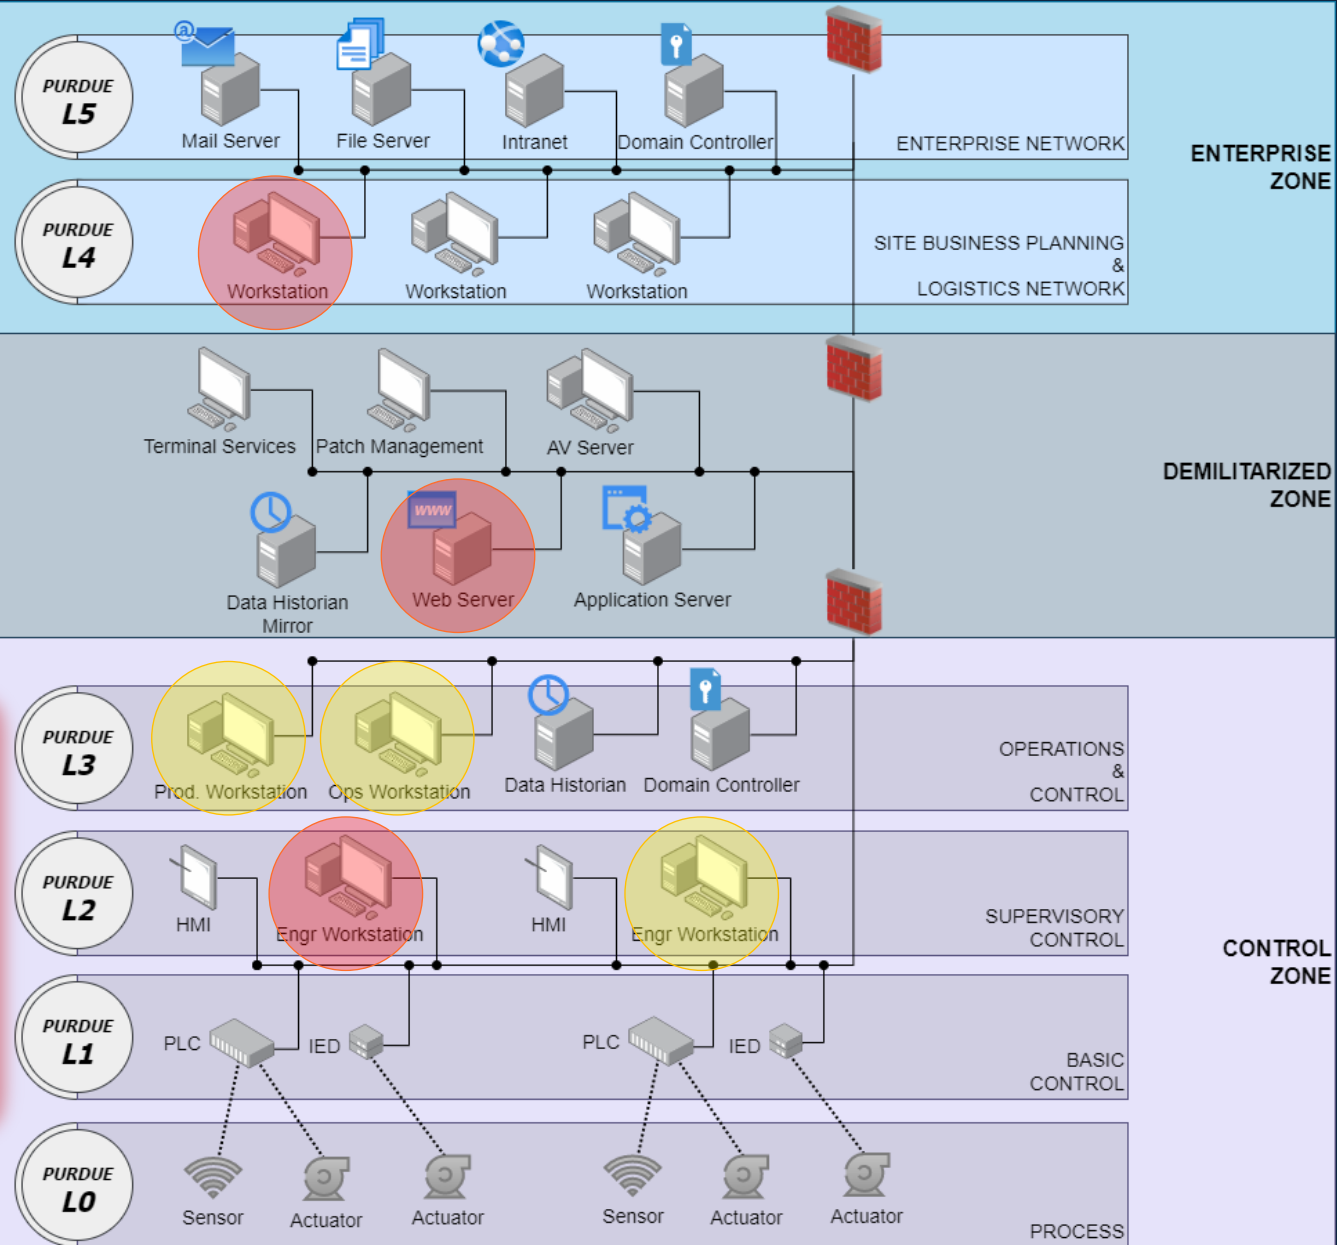 PURDUE
L5
@
Mail Server
File Server
Intranet
Domain Controller
ENTERPRISE NETWORK
ENTERPRISE
ZONE
PURDUE
L4
Workstation
Workstation
Workstation
SITE BUSINESS PLANNING
&
LOGISTICS NETWORK
Terminal Services
Patch Management
AV Server
DEMILITARIZED
ZONE
www
Data Historian
Mirror
Web Server
Application Server
PURDUE
L3
Prod. Workstation
Ops Workstation
Data Historian
Domain Controller
OPERATIONS
&
CONTROL
PURDUE
L2
HMI
Engr Workstation
HMI
Engr Workstation
SUPERVISORY
CONTROL
CONTROL
ZONE
PURDUE
L1
PLC
IED
PLC
IED
BASIC
CONTROL
PURDUE
L0
Sensor
Actuator
Actuator
Sensor
Actuator
Actuator
PROCESS